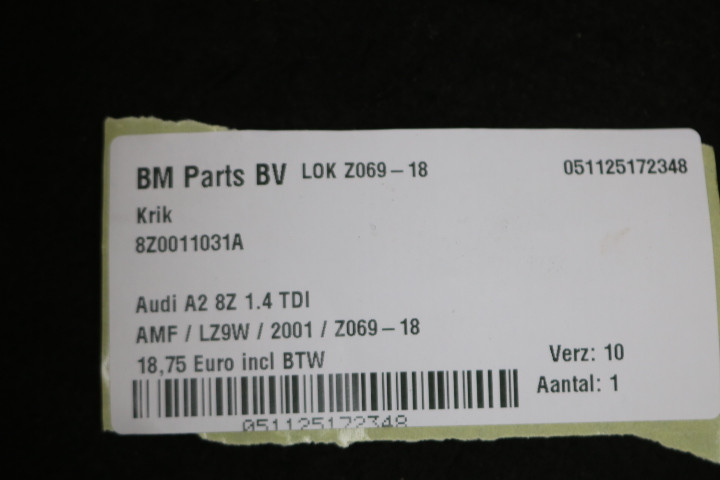 BM Parts BV LOK Z069-18 051125172348
Krik
8Z0011031A
Audi A2 8Z 1.4 TDI
AMF / LZ9W / 2001 / Z069-18
18,75 Euro incl BTW
Verz: 10
Aantal: 1
051125172348